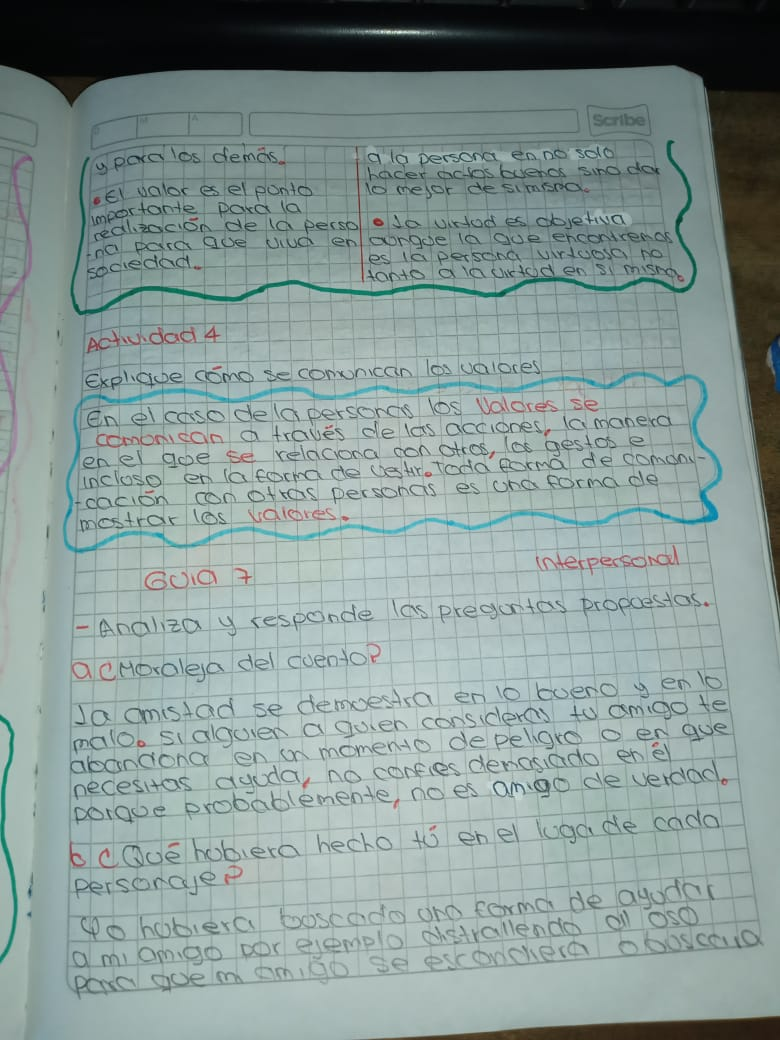 Scribe
y para los demás.
• El valor es el punto
importante para la
realización de la perso
-na para que viva en
sociedad.
a la persona en no solo
hacer actos buenos sino dar
lo mejor de si misma.
• La virtud es objetiva
aunque la que encontremos
es la persona virtuosa no
tanto a la virtud en si misma.
Actividad 4
Explique cómo se comunican los valores
En el caso de la personas los valores se
comunican a través de las acciones, la manera
en el que se relaciona con otros, los gestos e
incluso en la forma de vestir. Toda forma de comuni-
-cación con otras personas es una forma de
mostrar los valores.
Guia 7
Interpersonal
- Analiza y responde las preguntas propuestas.
a ¿Moraleja del cuento?
La amistad se demuestra en lo bueno y en lo
malo. Si alguien a quien consideras tu amigo te
abandona en un momento de peligro o en que
necesitas ayuda, no confies demasiado en él
porque probablemente, no es amigo de verdad.
b ¿Qué hubiera hecho tú en el luga de cada
personaje?
Yo hubiera buscado una forma de ayudar
a mi amigo por ejemplo distrallendo al oso
para que mi amigo se escondiera o buscaria